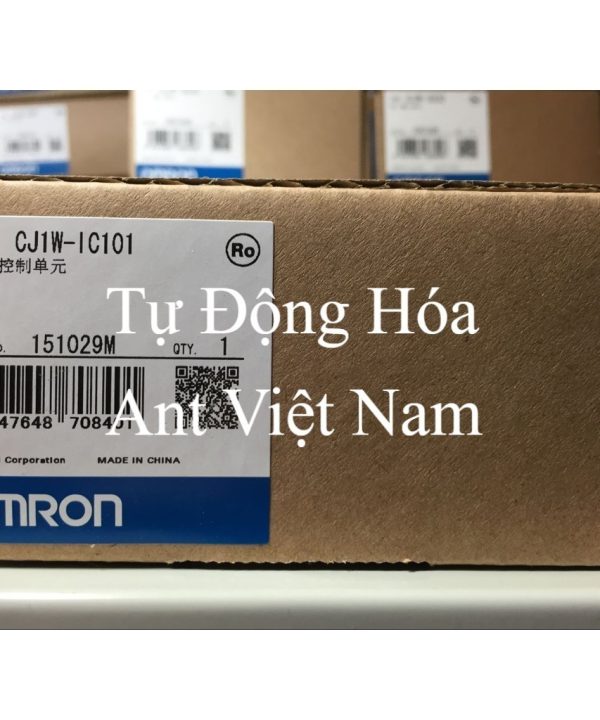 CJ1W-IC101
Ro
控制单元
151029M
QTY. 1
47648 708401
Corporation MADE IN CHINA
MRON
Tự Động Hóa
Ant Việt Nam